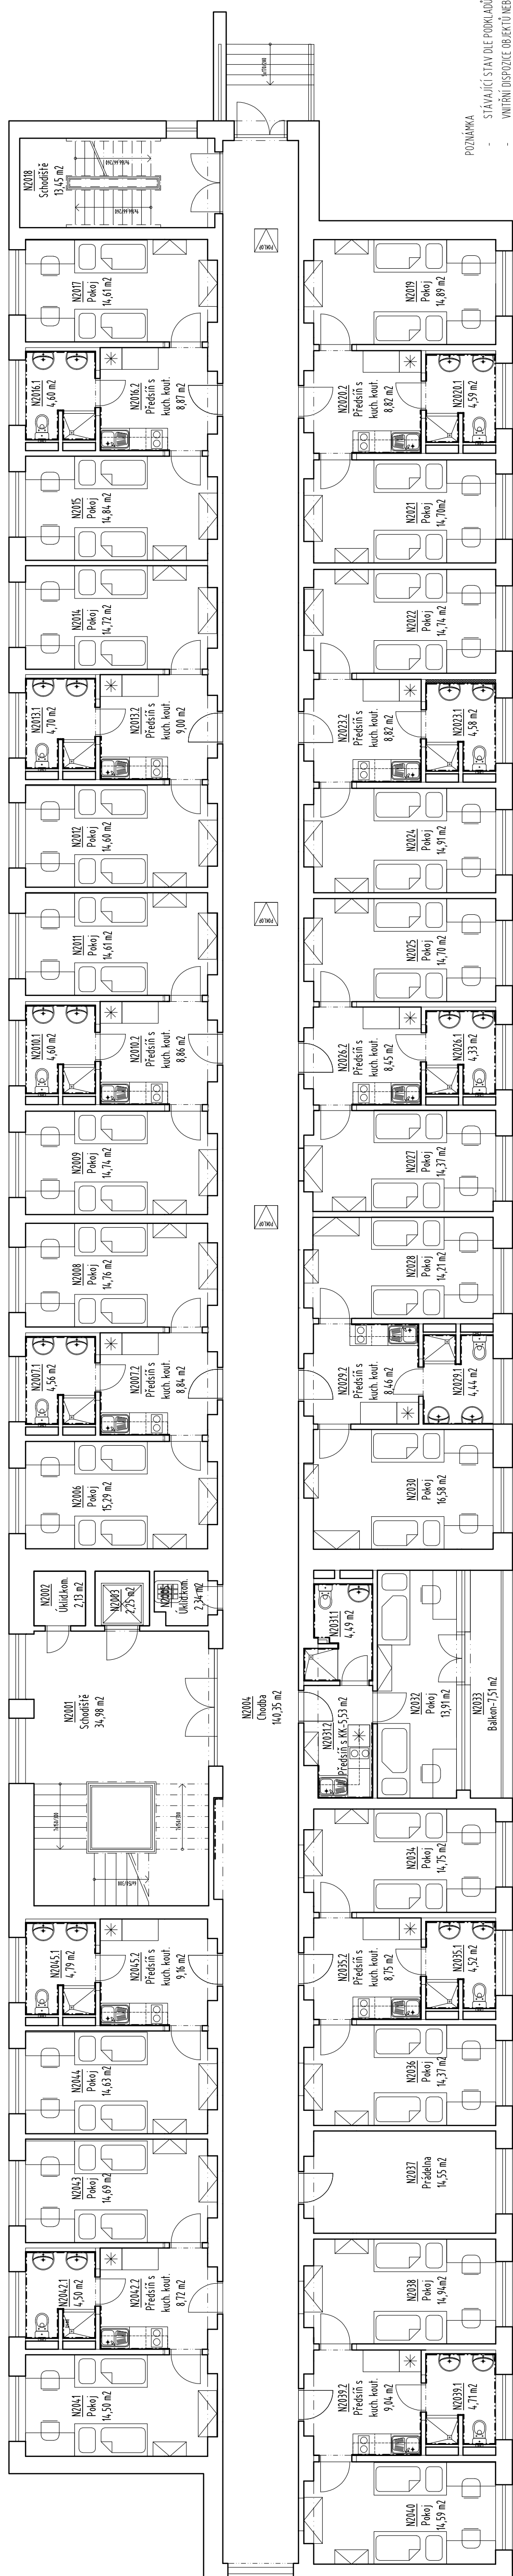 N2018
Schodiště
13,45 m2
9x166,66/260
9x166,66/260
5x150/300
POZNÁMKA
- STÁVAJÍCÍ STAV DLE PODKLADŮ
- VNITŘNÍ DISPOZICE OBJEKTŮ NEB
POKLOP
N2017
Pokoj
14,61 m2
N2016.1
4,60 m2
N2016.2
Předsíň s
kuch. kout.
8,87 m2
N2015
Pokoj
14,84 m2
N2014
Pokoj
14,72 m2
N2013.1
4,70 m2
N2013.2
Předsíň s
kuch. kout.
9,00 m2
N2012
Pokoj
14,60 m2
N2011
Pokoj
14,61 m2
N2010.1
4,60 m2
N2010.2
Předsíň s
kuch. kout.
8,86 m2
N2009
Pokoj
14,74 m2
N2008
Pokoj
14,76 m2
N2007.1
4,56 m2
N2007.2
Předsíň s
kuch. kout.
8,84 m2
N2006
Pokoj
15,29 m2
N2002
Úklid.kom.
2,13 m2
N2003
2,25 m2
N2005
Úklid.kom.
2,34 m2
N2001
Schodiště
34,98 m2
N2004
Chodba
140,35 m2
POKLOP
POKLOP
N2045.1
4,79 m2
N2045.2
Předsíň s
kuch. kout.
9,16 m2
N2044
Pokoj
14,63 m2
N2043
Pokoj
14,69 m2
N2042.1
4,50 m2
N2042.2
Předsíň s
kuch. kout.
8,72 m2
N2041
Pokoj
14,50 m2
N2019
Pokoj
14,89 m2
N2020.2
Předsíň s
kuch. kout.
8,82 m2
N2020.1
4,59 m2
N2021
Pokoj
14,70m2
N2022
Pokoj
14,74 m2
N2023.2
Předsíň s
kuch. kout.
8,82 m2
N2023.1
4,58 m2
N2024
Pokoj
14,91 m2
N2025
Pokoj
14,70 m2
N2026.2
Předsíň s
kuch. kout.
8,45 m2
N2026.1
4,33 m2
N2027
Pokoj
14,37 m2
N2028
Pokoj
14,21 m2
N2029.2
Předsíň s
kuch. kout.
8,46 m2
N2029.1
4,44 m2
N2030
Pokoj
16,58 m2
N2031.1
4,49 m2
N2031.2
Předsíň s KK-5,53 m2
N2032
Pokoj
13,91 m2
N2033
Balkon-7,51 m2
N2034
Pokoj
14,75 m2
N2035.2
Předsíň s
kuch. kout.
8,75 m2
N2035.1
4,52 m2
N2036
Pokoj
14,37 m2
N2037
Prádelna
14,55 m2
N2038
Pokoj
14,94m2
N2039.2
Předsíň s
kuch. kout.
9,04 m2
N2039.1
4,71 m2
N2040
Pokoj
14,59 m2